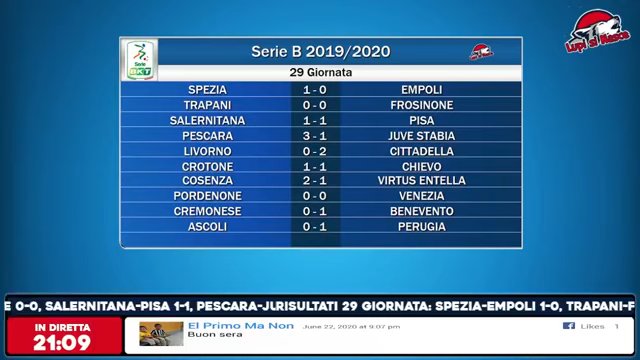 Serie B 2019/2020
Serie
BKT
Lupi si Nasce
29 Giornata
SPEZIA 1 - 0 EMPOLI
TRAPANI 0 - 0 FROSINONE
SALERNITANA 1 - 1 PISA
PESCARA 3 - 1 JUVE STABIA
LIVORNO 0 - 2 CITTADELLA
CROTONE 1 - 1 CHIEVO
COSENZA 2 - 1 VIRTUS ENTELLA
PORDENONE 0 - 0 VENEZIA
CREMONESE 0 - 1 BENEVENTO
ASCOLI 0 - 1 PERUGIA
E 0-0, SALERNITANA-PISA 1-1, PESCARA-JURISULTATI 29 GIORNATA: SPEZIA-EMPOLI 1-0, TRAPANI-F
IN DIRETTA
21:09
El Primo Ma Non June 22, 2020 at 9:07 pm
Buon sera
Likes 1